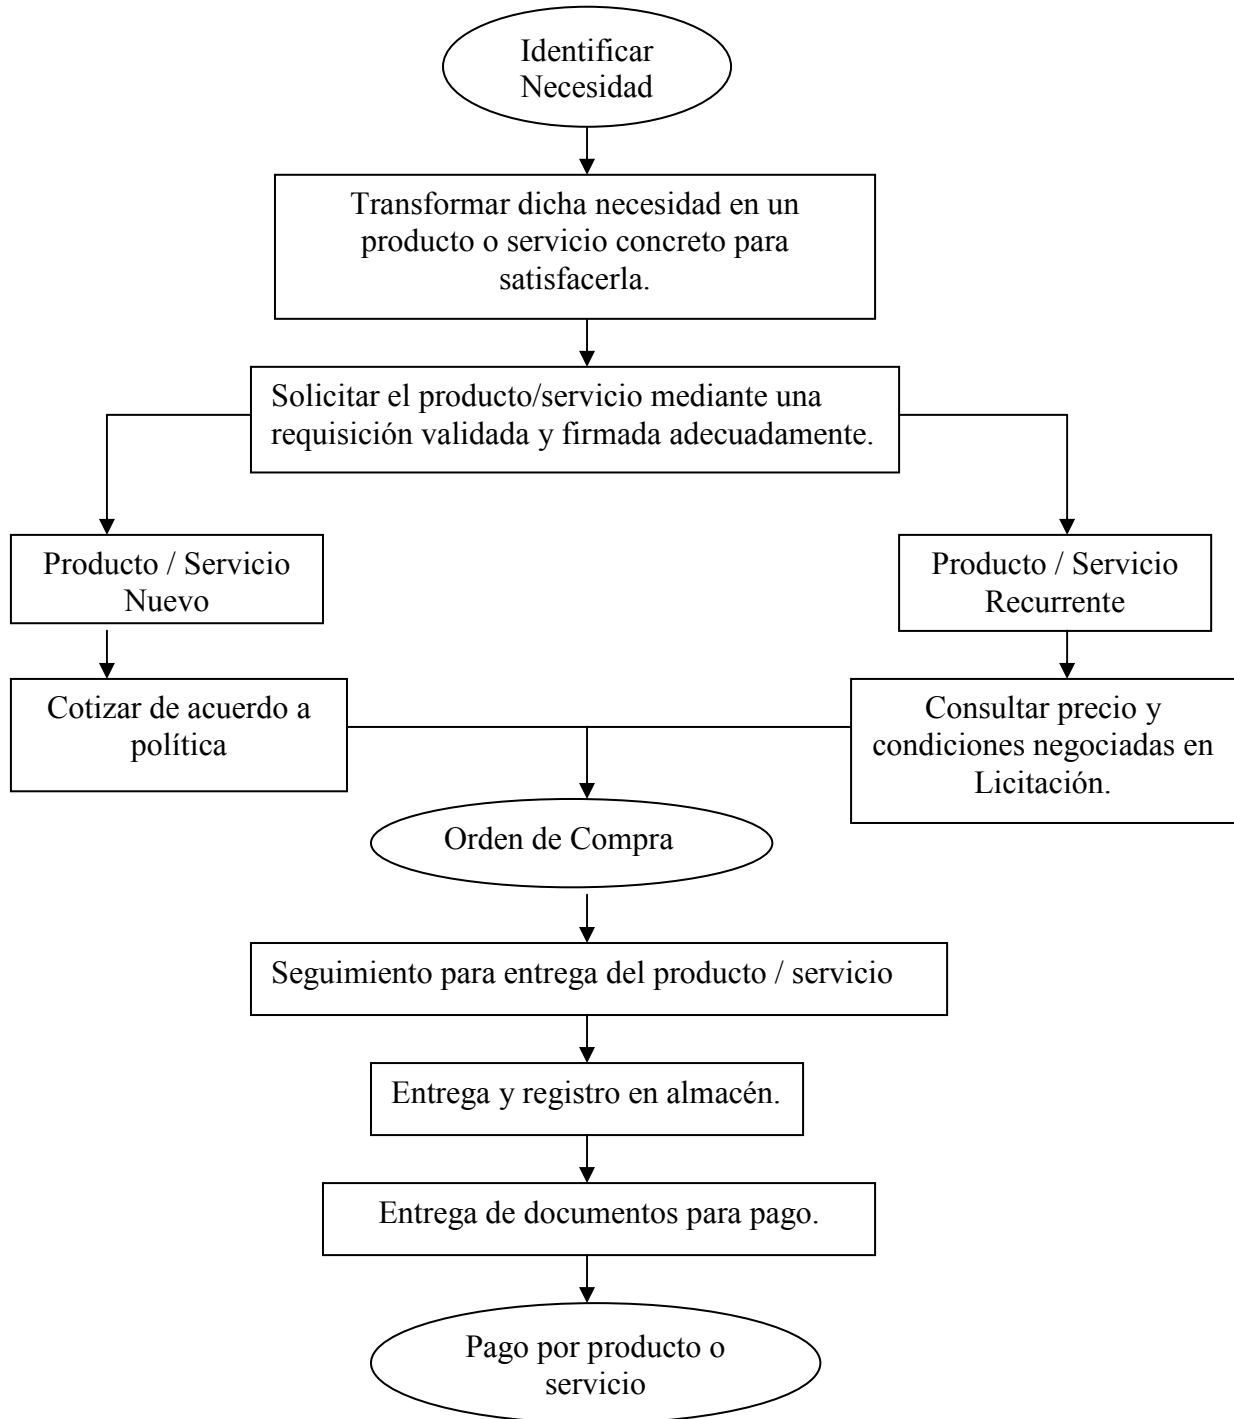 Identificar
Necesidad
Transformar dicha necesidad en un
producto o servicio concreto para
satisfacerla.
Solicitar el producto/servicio mediante una
requisición validada y firmada adecuadamente.
Producto / Servicio
Nuevo
Producto / Servicio
Recurrente
Cotizar de acuerdo a
política
Consultar precio y
condiciones negociadas en
Licitación.
Orden de Compra
Seguimiento para entrega del producto / servicio
Entrega y registro en almacén.
Entrega de documentos para pago.
Pago por producto o
servicio